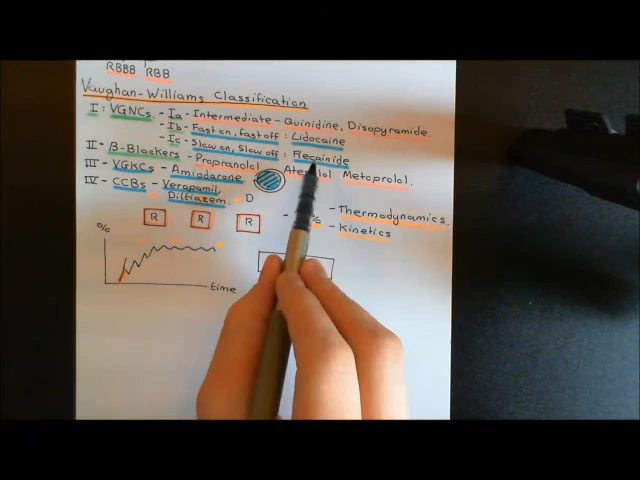 RBBB RBB
Vaughan-Williams Classification
I: VGNCs - Ia - Intermediate - Quinidine, Disopyramide.
- Ib - Fast on, fast off : Lidocaine
- Ic - Slow on, Slow off : Flecainide
II - β-Blockers - Propranolol Atenolol Metoprolol.
III - VGKCs - Amiodarone
IV - CCBs - Verapamil,
Diltiazem D
R R R
% - Thermodynamics.
- Kinetics
%
time